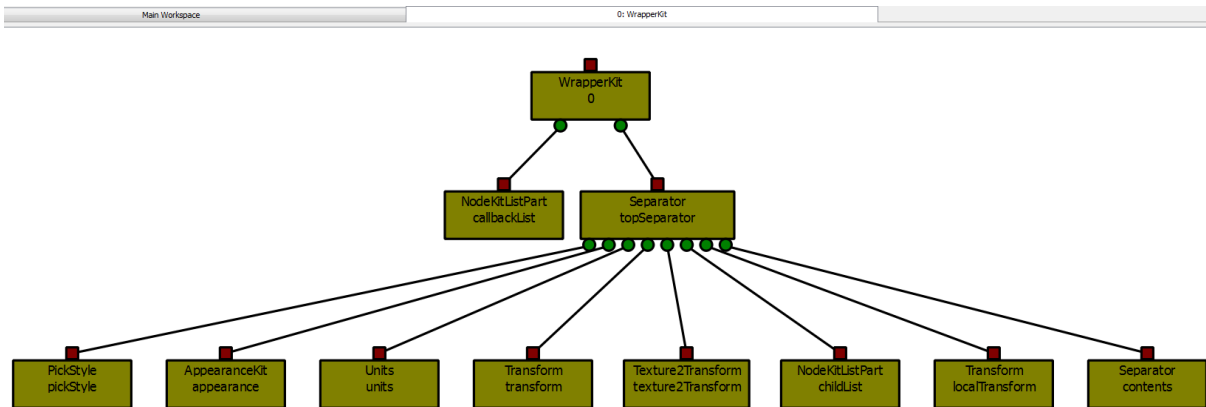 Main Workspace
0: WrapperKit
WrapperKit
0
NodeKitListPart
callbackList
Separator
topSeparator
PickStyle
pickStyle
AppearanceKit
appearance
Units
units
Transform
transform
Texture2Transform
texture2Transform
NodeKitListPart
childList
Transform
localTransform
Separator
contents